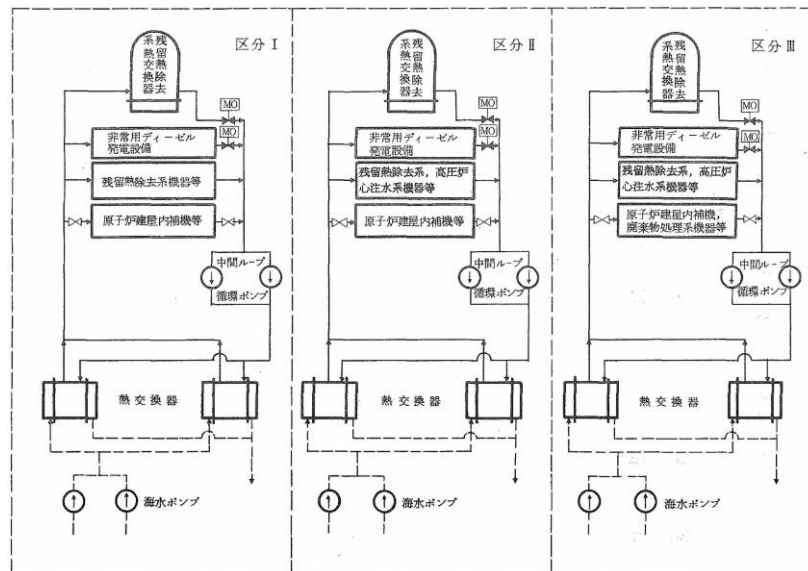 区分Ⅰ
残留熱除去
系熱交換器
MO
MO
非常用ディーゼル
発電設備
残留熱除去系機器等
原子炉建屋内補機等
中間ループ
循環ポンプ
熱交換器
海水ポンプ
区分Ⅱ
残留熱除去
系熱交換器
MO
MO
非常用ディーゼル
発電設備
残留熱除去系,高圧炉
心注水系機器等
原子炉建屋内補機等
中間ループ
循環ポンプ
熱交換器
海水ポンプ
区分Ⅲ
残留熱除去
系熱交換器
MO
MO
非常用ディーゼル
発電設備
残留熱除去系,高圧炉
心注水系機器等
原子炉建屋内補機,
廃棄物処理系機器等
中間ループ
循環ポンプ
熱交換器
海水ポンプ